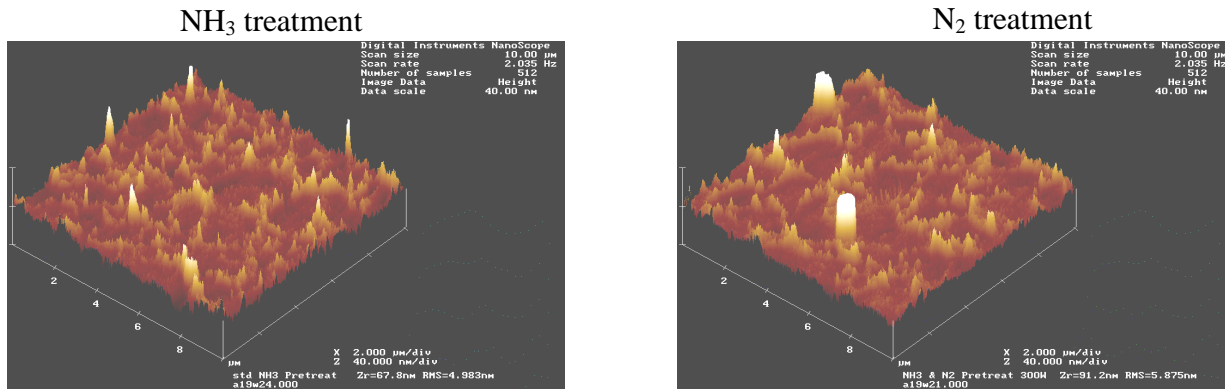 NH₃ treatment
Digital Instruments NanoScope
Scan size 10.00 µm
Scan rate 2.035 Hz
Number of samples 512
Image Data Height
Data scale 40.00 nm
2
4
6
8
µm
X 2.000 µm/div
Z 40.000 nm/div
std NH3 Pretreat Zr=67.8nm RMS=4.983nm
a19w24.000
N₂ treatment
Digital Instruments NanoScope
Scan size 10.00 µm
Scan rate 2.035 Hz
Number of samples 512
Image Data Height
Data scale 40.00 nm
2
4
6
8
µm
X 2.000 µm/div
Z 40.000 nm/div
NH3 & N2 Pretreat 300W Zr=91.2nm RMS=5.875nm
a19w21.000